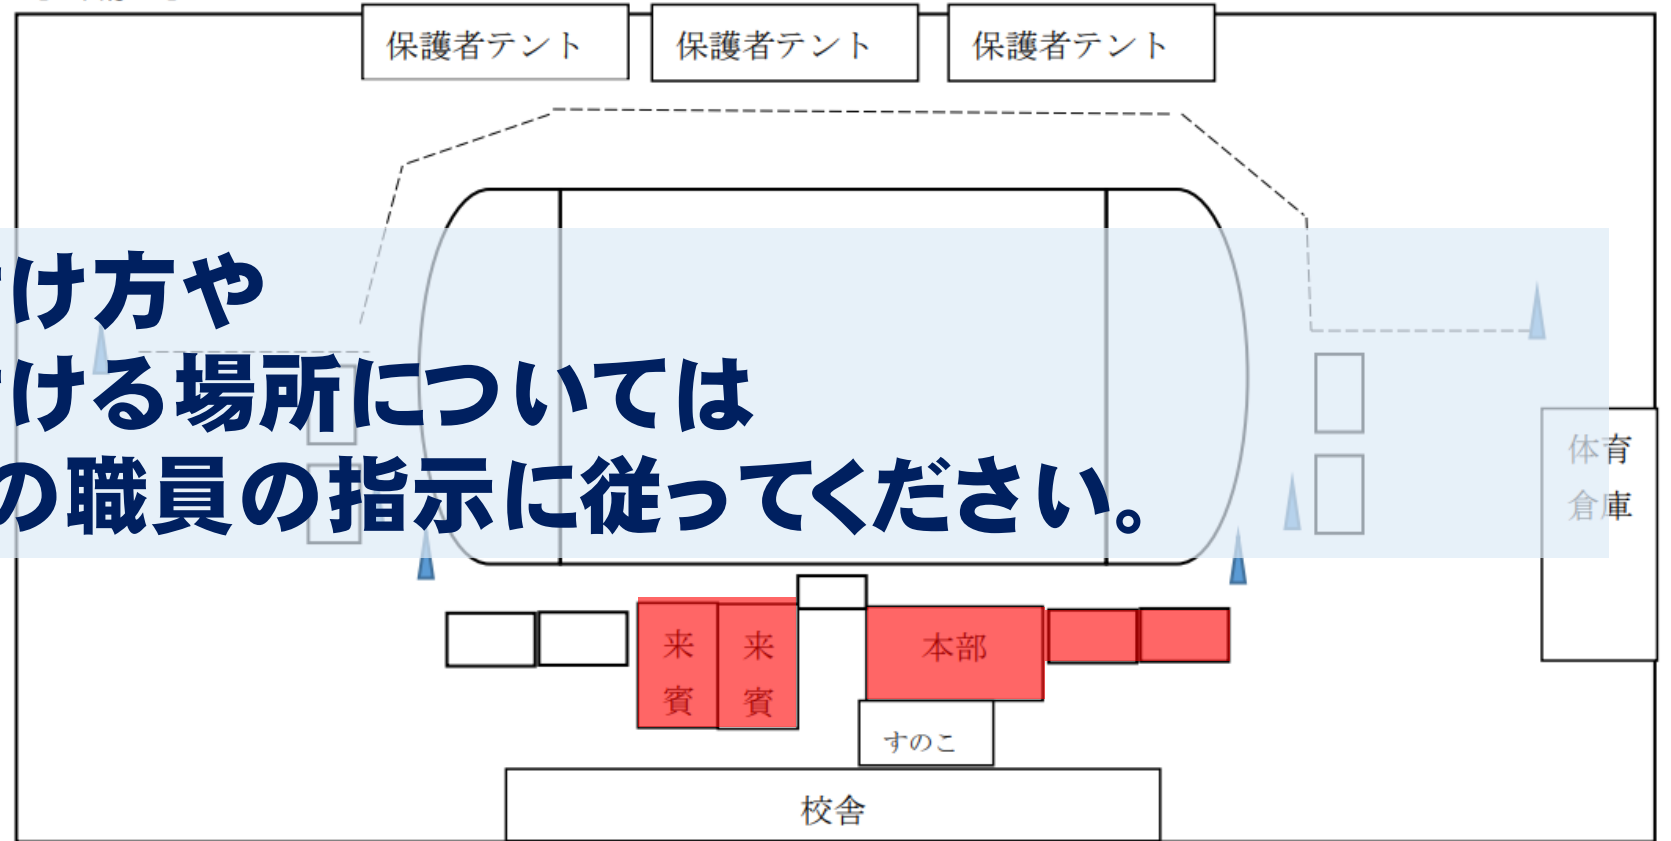 保護者テント
保護者テント
保護者テント
け方や
ける場所については
の職員の指示に従ってください。
体育
倉庫
来賓
来賓
本部
すのこ
校舎